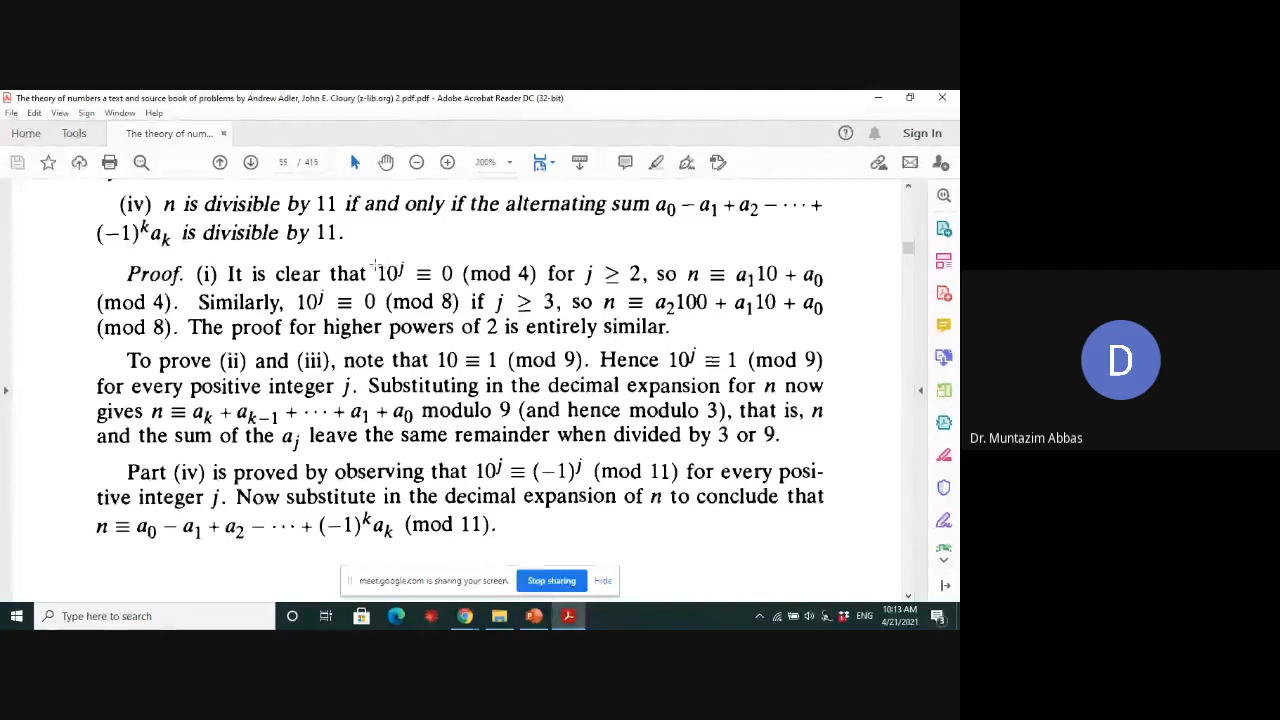 The theory of numbers a text and source book of problems by Andrew Adler, John E. Cloury (z-lib.org) 2.pdf.pdf - Adobe Acrobat Reader DC (32-bit)
File Edit View Sign Window Help
Home Tools The theory of num... × Sign In
55 / 415 200%
(iv) n is divisible by 11 if and only if the alternating sum a₀ − a₁ + a₂ − ⋯ +
(−1)ᵏaₖ is divisible by 11.
Proof. (i) It is clear that 10ʲ ≡ 0 (mod 4) for j ≥ 2, so n ≡ a₁10 + a₀
(mod 4). Similarly, 10ʲ ≡ 0 (mod 8) if j ≥ 3, so n ≡ a₂100 + a₁10 + a₀
(mod 8). The proof for higher powers of 2 is entirely similar.
To prove (ii) and (iii), note that 10 ≡ 1 (mod 9). Hence 10ʲ ≡ 1 (mod 9)
for every positive integer j. Substituting in the decimal expansion for n now
gives n ≡ aₖ + aₖ₋₁ + ⋯ + a₁ + a₀ modulo 9 (and hence modulo 3), that is, n
and the sum of the aⱼ leave the same remainder when divided by 3 or 9.
Part (iv) is proved by observing that 10ʲ ≡ (−1)ʲ (mod 11) for every posi-
tive integer j. Now substitute in the decimal expansion of n to conclude that
n ≡ a₀ − a₁ + a₂ − ⋯ + (−1)ᵏaₖ (mod 11).
meet.google.com is sharing your screen. Stop sharing Hide
Type here to search
ENG 10:13 AM
4/21/2021 3
D
Dr. Muntazim Abbas